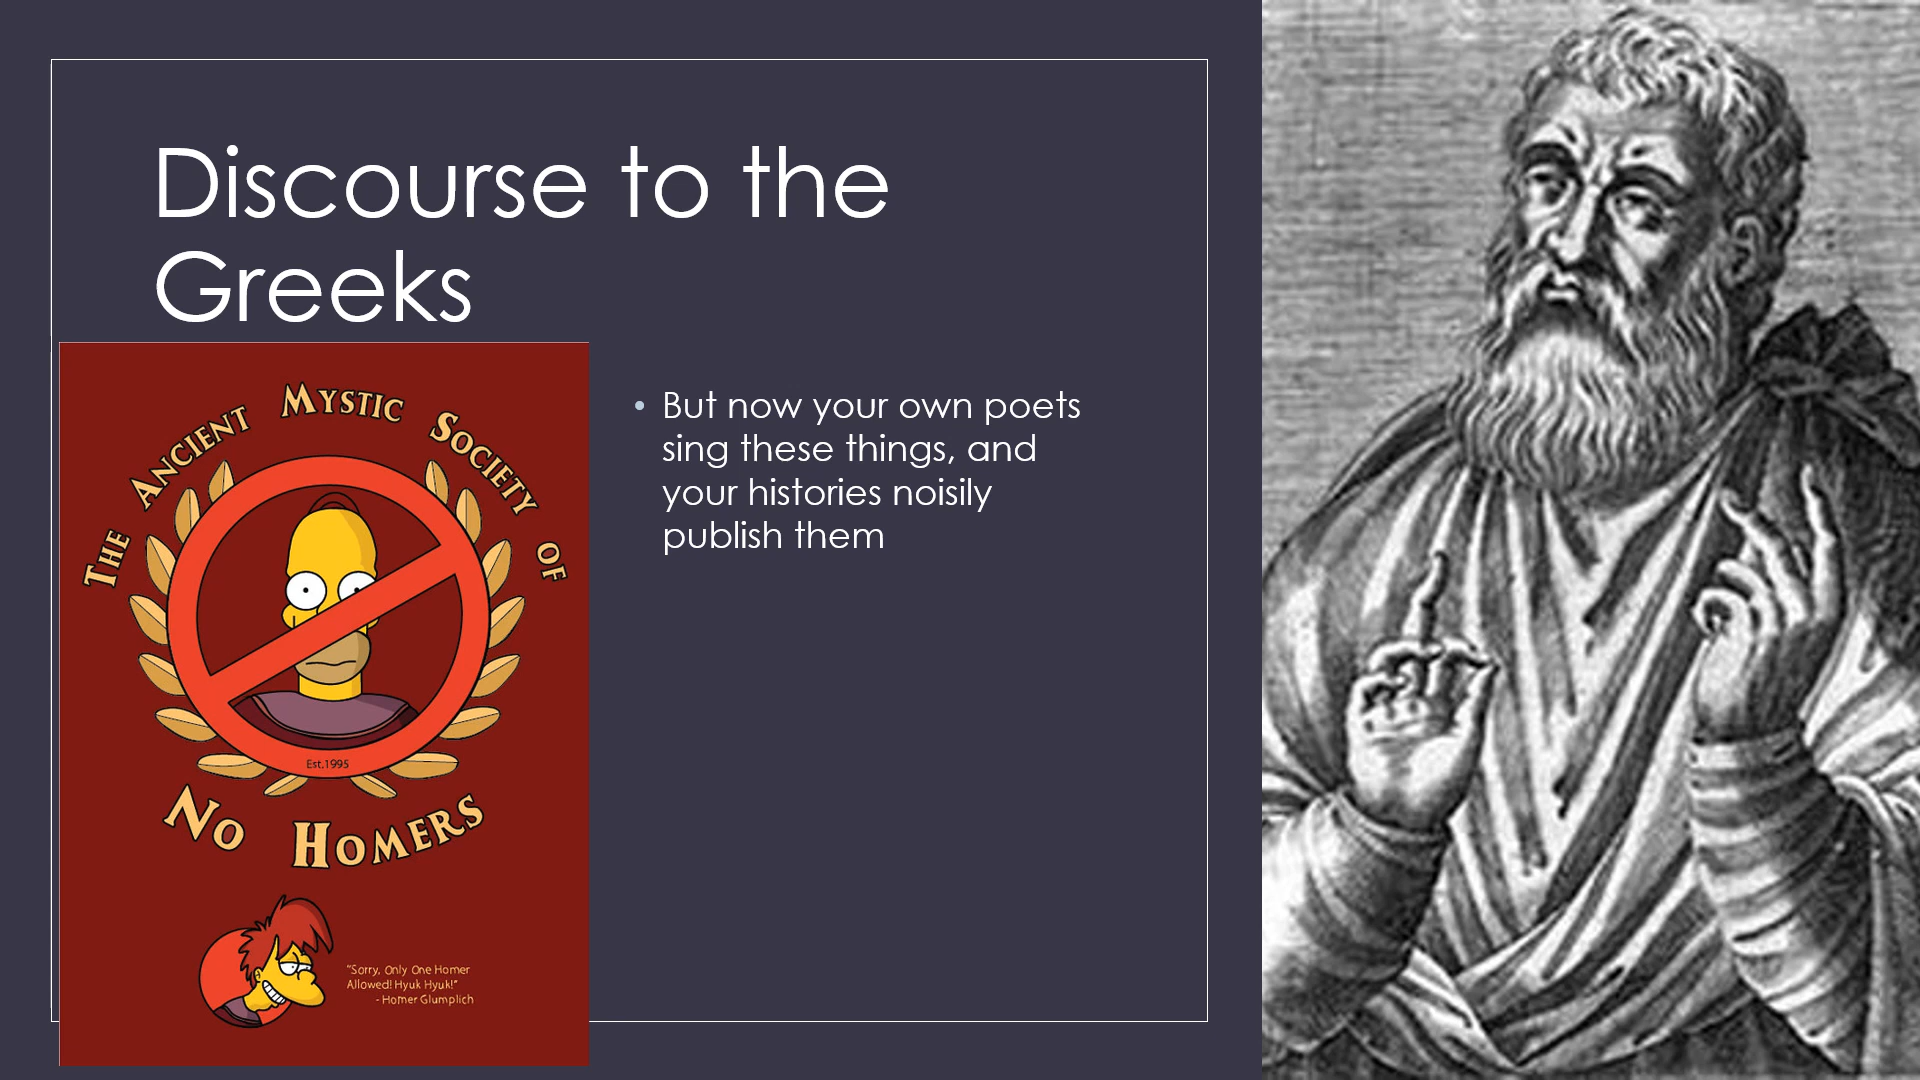 Discourse to the
Greeks
THE ANCIENT MYSTIC SOCIETY OF
Est.1995
NO HOMERS
"Sorry, Only One Homer
Allowed! Hyuk Hyuk!"
- Homer Glumplich
• But now your own poets
sing these things, and
your histories noisily
publish them